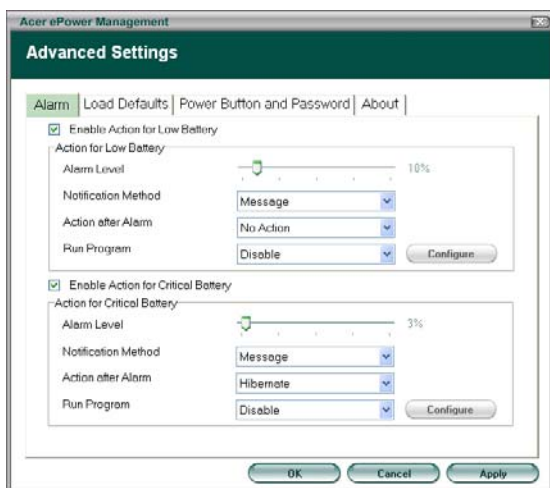 Acer ePower Management
Advanced Settings
Alarm Load Defaults Power Button and Password About
Enable Action for Low Battery
Action for Low Battery
Alarm Level 10%
Notification Method Message
Action after Alarm No Action
Run Program Disable Configure
Enable Action for Critical Battery
Action for Critical Battery
Alarm Level 3%
Notification Method Message
Action after Alarm Hibernate
Run Program Disable Configure
OK Cancel Apply